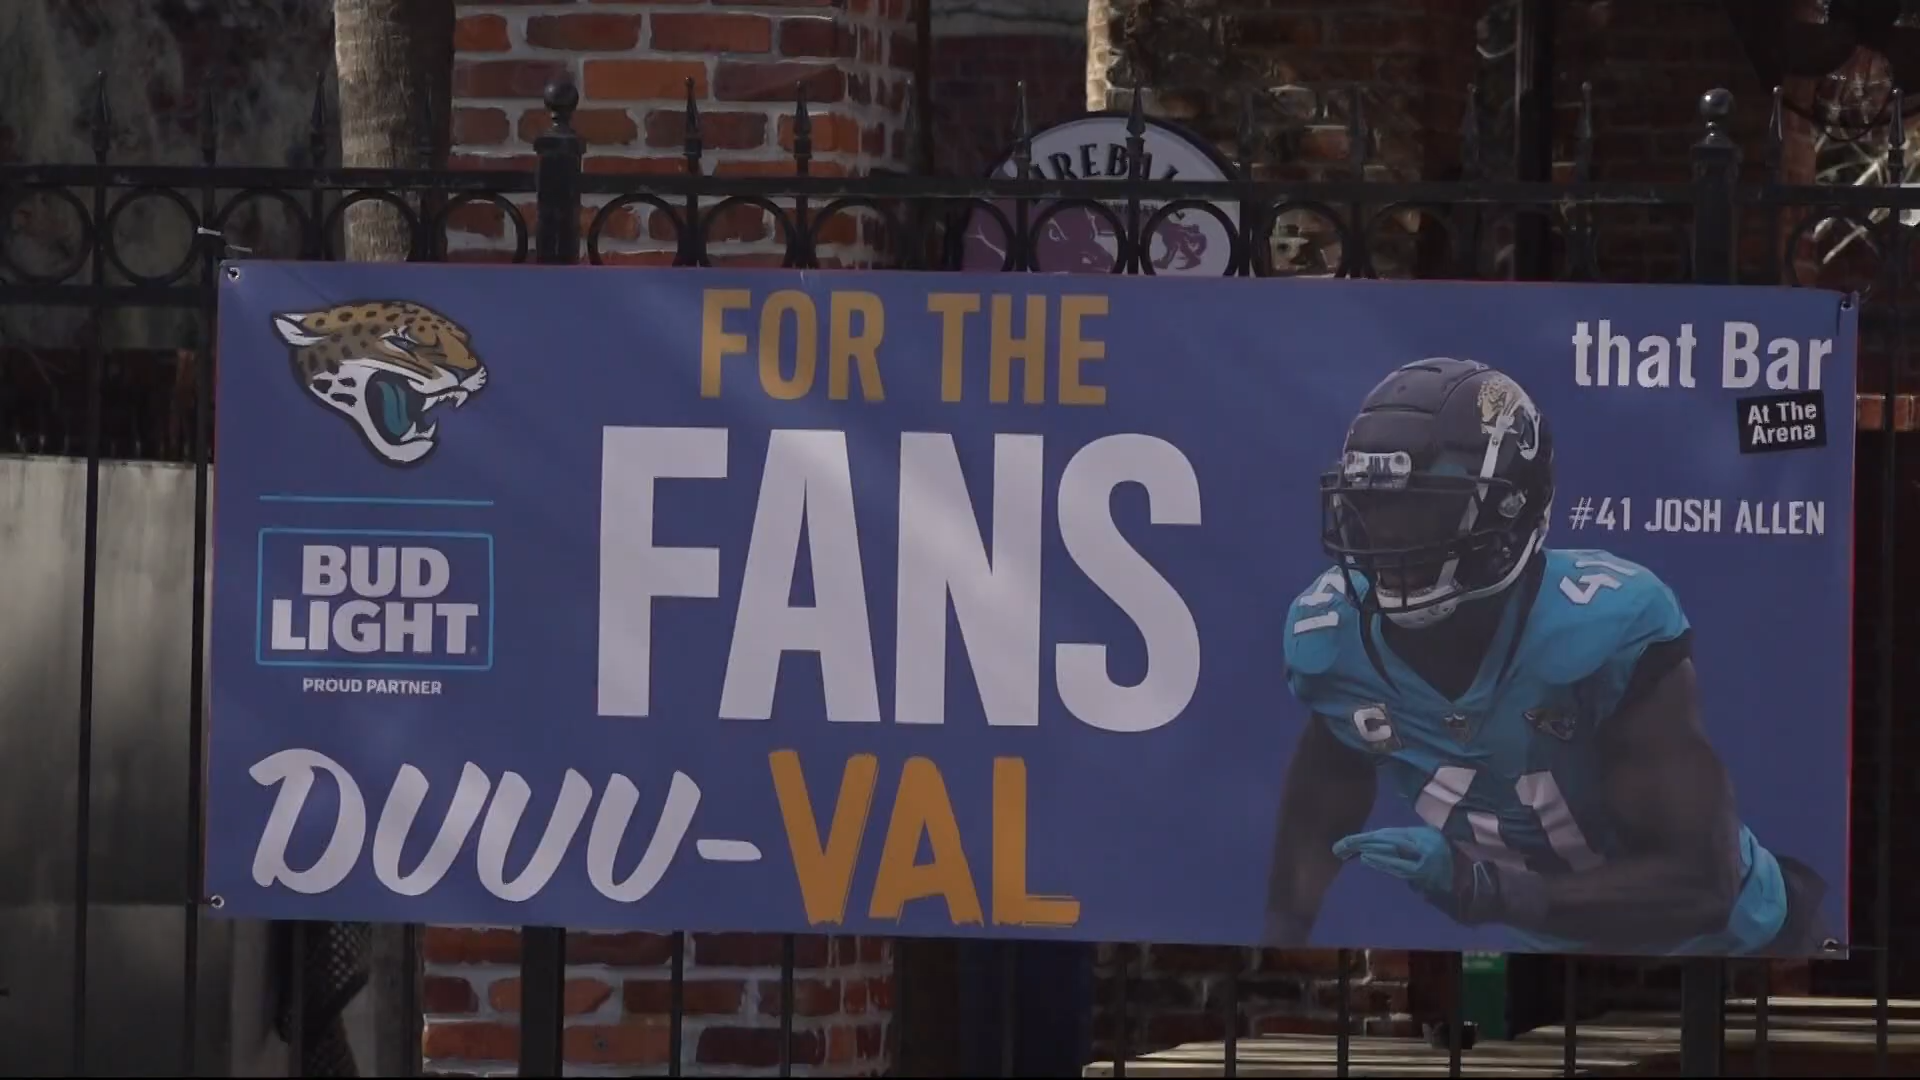 FOR THE
FANS
DUUU-VAL
BUD
LIGHT
PROUD PARTNER
that Bar
At The
Arena
#41 JOSH ALLEN
41
41
C
41